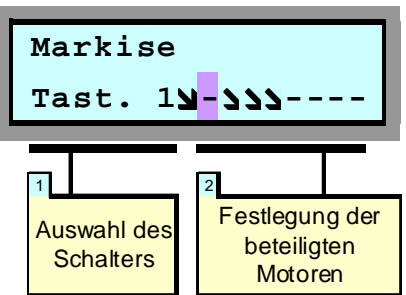 Markise
Tast. 1⬊-⬊⬊⬊----
1
Auswahl des
Schalters
2
Festlegung der
beteiligten
Motoren